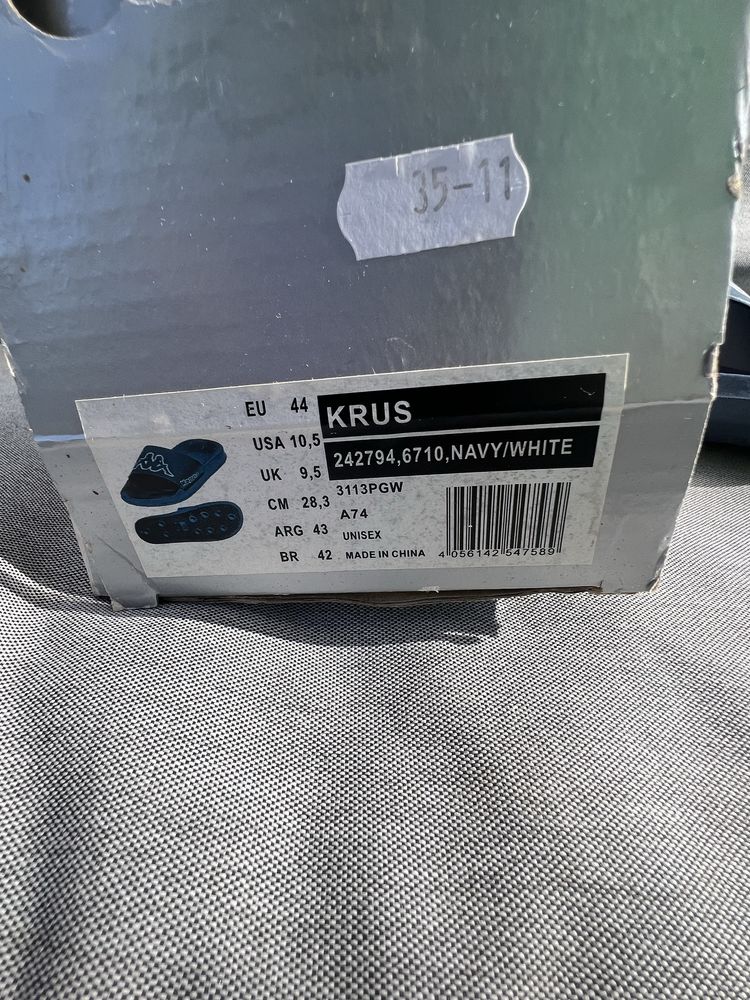 35-11
EU 44
USA 10,5
UK 9,5
CM 28,3
ARG 43
BR 42
KRUS
242794,6710,NAVY/WHITE
3113PGW
A74
UNISEX
MADE IN CHINA
4 056142 547589